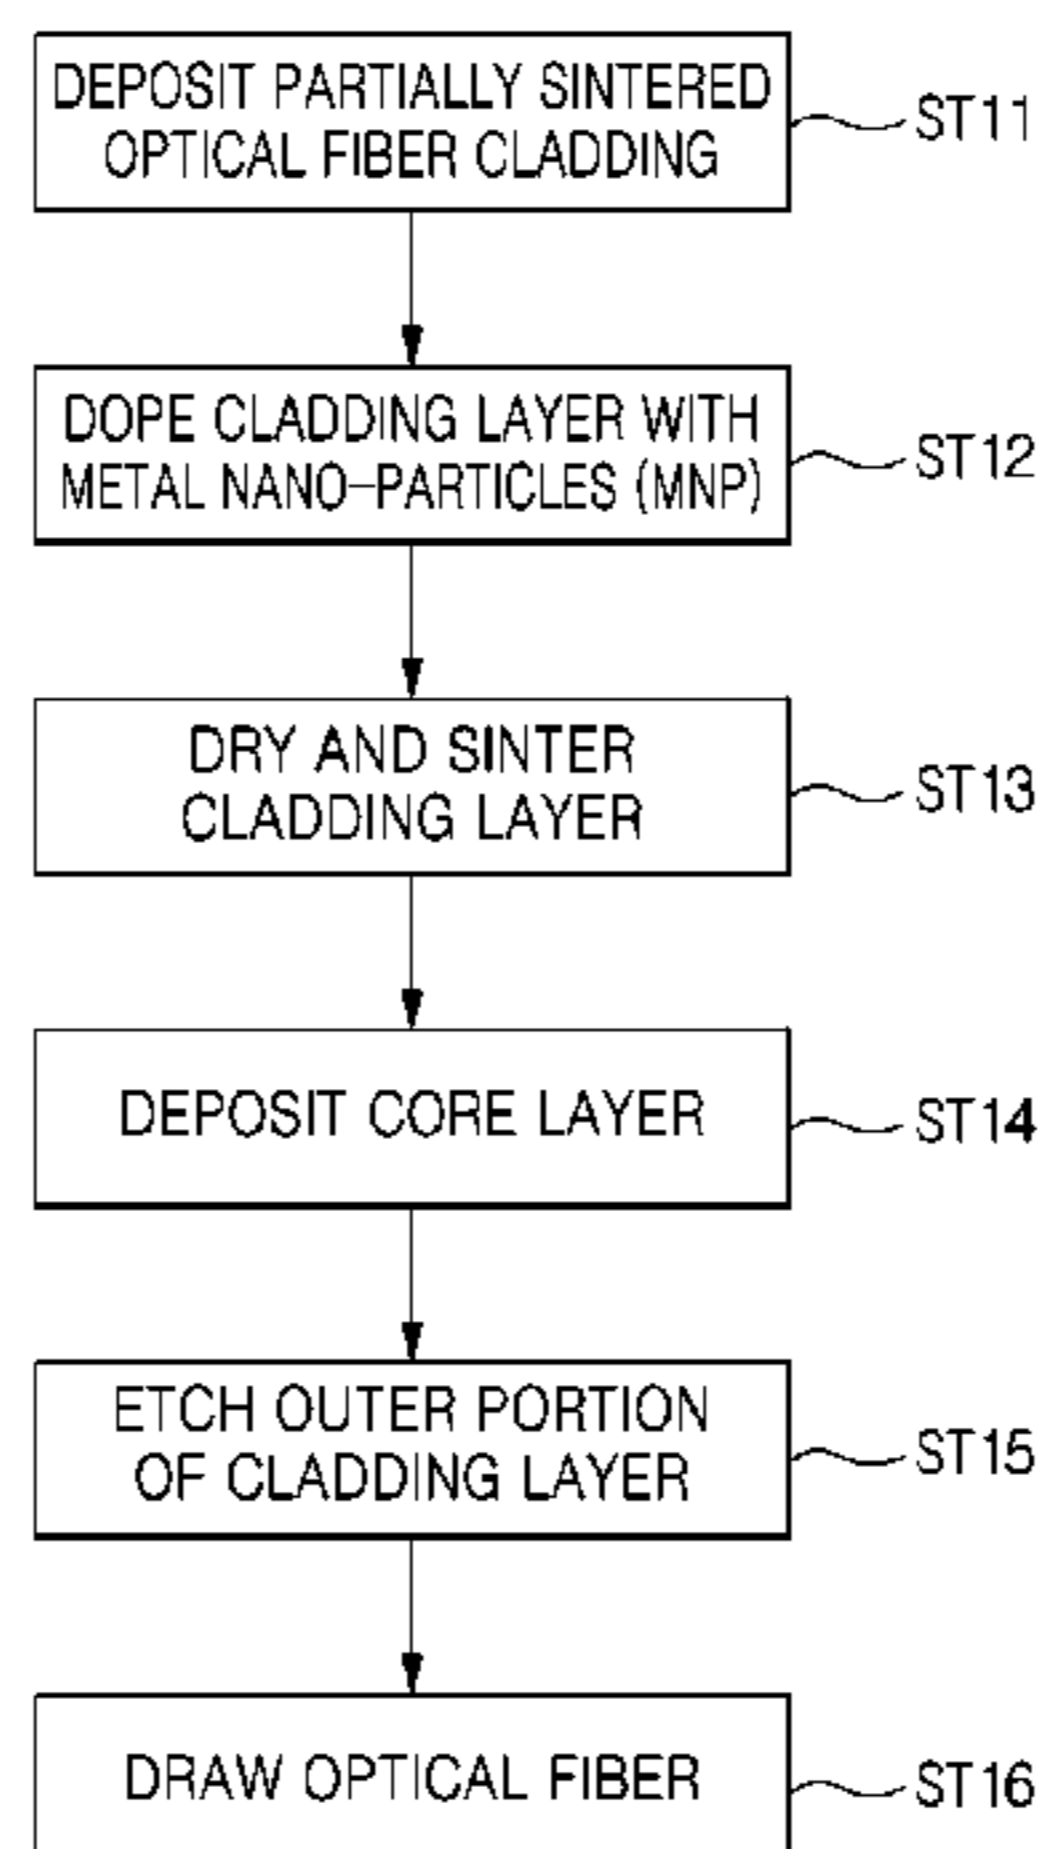 DEPOSIT PARTIALLY SINTERED
OPTICAL FIBER CLADDING
ST11
DOPE CLADDING LAYER WITH
METAL NANO-PARTICLES (MNP)
ST12
DRY AND SINTER
CLADDING LAYER
ST13
DEPOSIT CORE LAYER
ST14
ETCH OUTER PORTION
OF CLADDING LAYER
ST15
DRAW OPTICAL FIBER
ST16